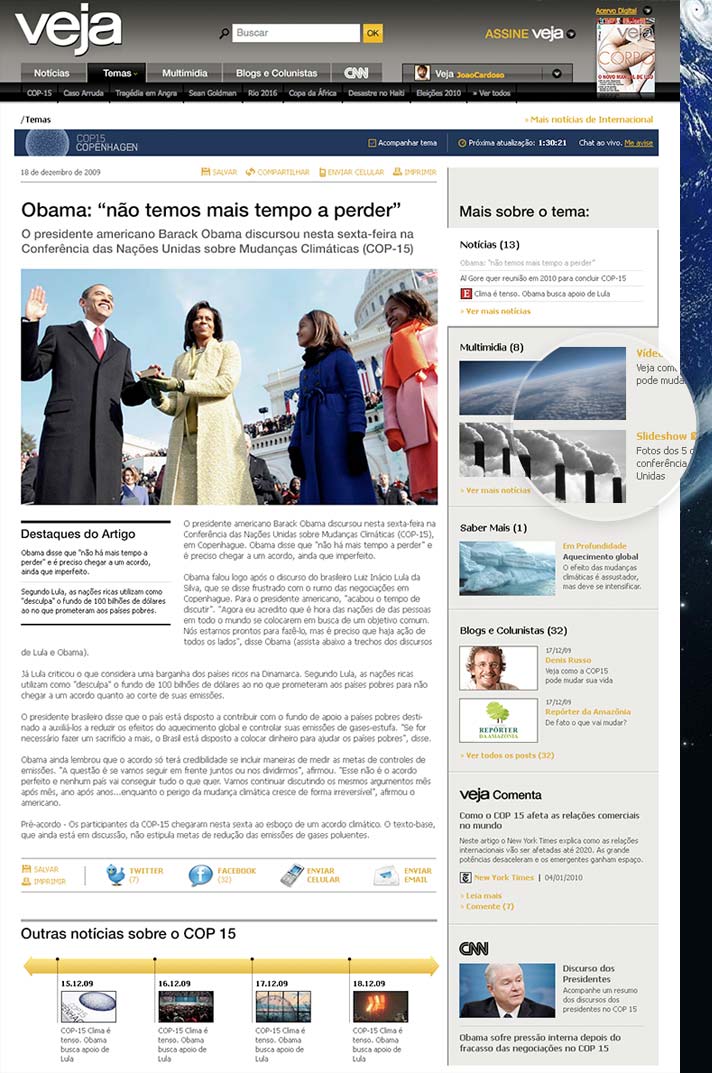 veja
Buscar
OK
ASSINE veja
Acervo Digital
veja
CORPO
Notícias
Temas
Multimídia
Blogs e Colunistas
CNN
Veja JoaoCardoso
COP-15
Caso Arruda
Tragédia em Angra
Sean Goldman
Rio 2016
Copa da África
Desastre no Haiti
Eleições 2010
» Ver todos
/Temas
» Mais notícias de Internacional
COP15
COPENHAGEN
Acompanhar tema
Próxima atualização: 1:30:21
Chat ao vivo. Me avise
18 de dezembro de 2009
SALVAR
COMPARTILHAR
ENVIAR CELULAR
IMPRIMIR
Obama: “não temos mais tempo a perder”
O presidente americano Barack Obama discursou nesta sexta-feira na
Conferência das Nações Unidas sobre Mudanças Climáticas (COP-15)
Destaques do Artigo
Obama disse que "não há mais tempo a
perder" e é preciso chegar a um acordo,
ainda que imperfeito.
Segundo Lula, as nações ricas utilizam como
"desculpa" o fundo de 100 bilhões de dólares
ao no que prometeram aos países pobres.
O presidente americano Barack Obama discursou nesta sexta-feira na
Conferência das Nações Unidas sobre Mudanças Climáticas (COP-15),
em Copenhague. Obama disse que "não há mais tempo a perder" e
é preciso chegar a um acordo, ainda que imperfeito.
Obama falou logo após o discurso do brasileiro Luiz Inácio Lula da
Silva, que se disse frustrado com o rumo das negociações em
Copenhague. Para o presidente americano, "acabou o tempo de
discutir". "Agora eu acredito que é hora das nações de das pessoas
em todo o mundo se colocarem em busca de um objetivo comum.
Nós estamos prontos para fazê-lo, mas é preciso que haja ação de
todos os lados", disse Obama (assista abaixo a trechos dos discursos
de Lula e Obama).
Já Lula criticou o que considera uma barganha dos países ricos na Dinamarca. Segundo Lula, as nações ricas
utilizam como "desculpa" o fundo de 100 bilhões de dólares ao no que prometeram aos países pobres para não
chegar a um acordo quanto ao corte de suas emissões.
O presidente brasileiro disse que o país está disposto a contribuir com o fundo de apoio a países pobres desti-
nado a auxiliá-los a reduzir os efeitos do aquecimento global e controlar suas emissões de gases-estufa. "Se for
necessário fazer um sacrifício a mais, o Brasil está disposto a colocar dinheiro para ajudar os países pobres", disse.
Obama ainda lembrou que o acordo só terá credibilidade se incluir maneiras de medir as metas de controles de
emissões. "A questão é se vamos seguir em frente juntos ou nos dividirmos", afirmou. "Esse não é o acordo
perfeito e nenhum país vai conseguir tudo o que quer. Vamos continuar discutindo os mesmos argumentos mês
após mês, ano após anos...enquanto o perigo da mudança climática cresce de forma irreversível", afirmou o
americano.
Pré-acordo - Os participantes da COP-15 chegaram nesta sexta ao esboço de um acordo climático. O texto-base,
que ainda está em discussão, não estipula metas de redução das emissões de gases poluentes.
SALVAR
IMPRIMIR
TWITTER
(7)
FACEBOOK
(32)
ENVIAR
CELULAR
ENVIAR
EMAIL
Outras notícias sobre o COP 15
15.12.09
COP-15 Clima é
tenso. Obama
busca apoio de
Lula
16.12.09
COP-15 Clima é
tenso. Obama
busca apoio de
Lula
17.12.09
COP-15 Clima é
tenso. Obama
busca apoio de
Lula
18.12.09
COP-15 Clima é
tenso. Obama
busca apoio de
Lula
Mais sobre o tema:
Notícias (13)
Obama: "não temos mais tempo a perder"
Al Gore quer reunião em 2010 para concluir COP-15
E Clima é tenso. Obama busca apoio de Lula
» Ver mais notícias
Multimídia (8)
Veja com
pode muda
Slideshow
Fotos dos 5
conferência
Unidas
» Ver mais notícias
Saber Mais (1)
Em Profundidade
Aquecimento global
O efeito das mudanças
climáticas é assustador,
mas deve se intensificar.
Blogs e Colunistas (32)
17/12/09
Denis Russo
Veja como a COP15
pode mudar sua vida
REPÓRTER
DA AMAZÔNIA
17/12/09
Repórter da Amazônia
De fato o que vai mudar?
» Ver todos os posts (32)
veja Comenta
Como o COP 15 afeta as relações comerciais
no mundo
Neste artigo o New York Times explica como as relações
internacionais vão ser afetadas até 2020. As grande
potências desaceleram e os emergentes ganham espaço.
New York Times | 04/01/2010
» Leia mais
» Comente (7)
CNN
Discurso dos
Presidentes
Acompanhe um resumo
dos discursos dos
presidentes no COP 15
Obama sofre pressão interna depois do
fracasso das negociações no COP 15